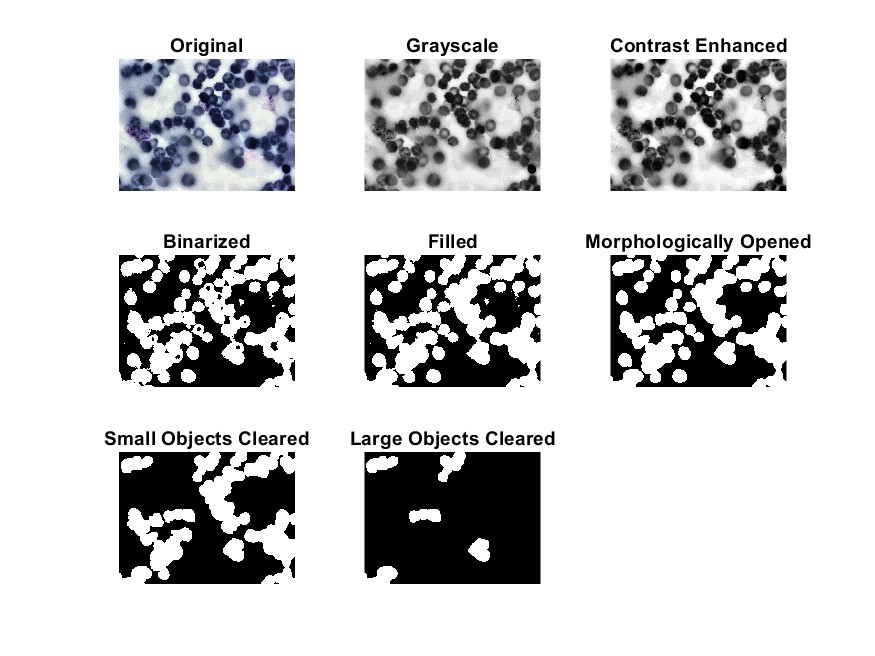 Original
Grayscale
Contrast Enhanced
Binarized
Filled
Morphologically Opened
Small Objects Cleared
Large Objects Cleared